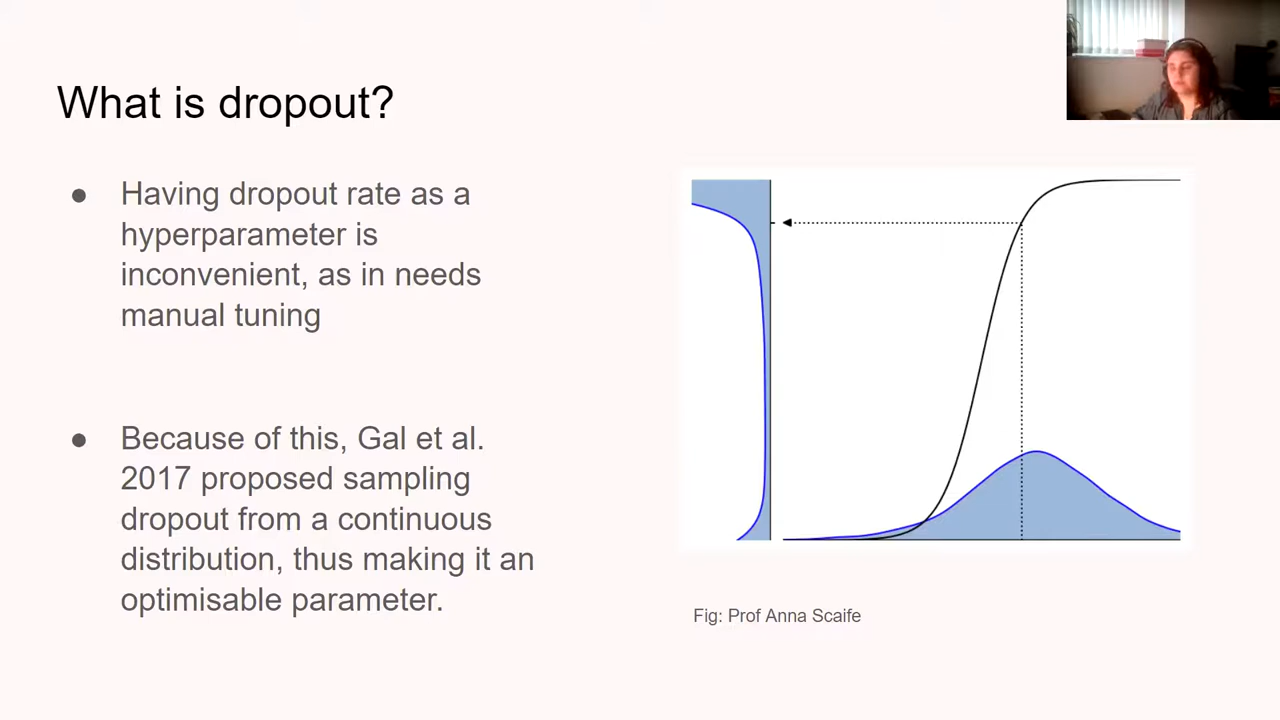 What is dropout?
● Having dropout rate as a
hyperparameter is
inconvenient, as in needs
manual tuning
● Because of this, Gal et al.
2017 proposed sampling
dropout from a continuous
distribution, thus making it an
optimisable parameter.
Fig: Prof Anna Scaife